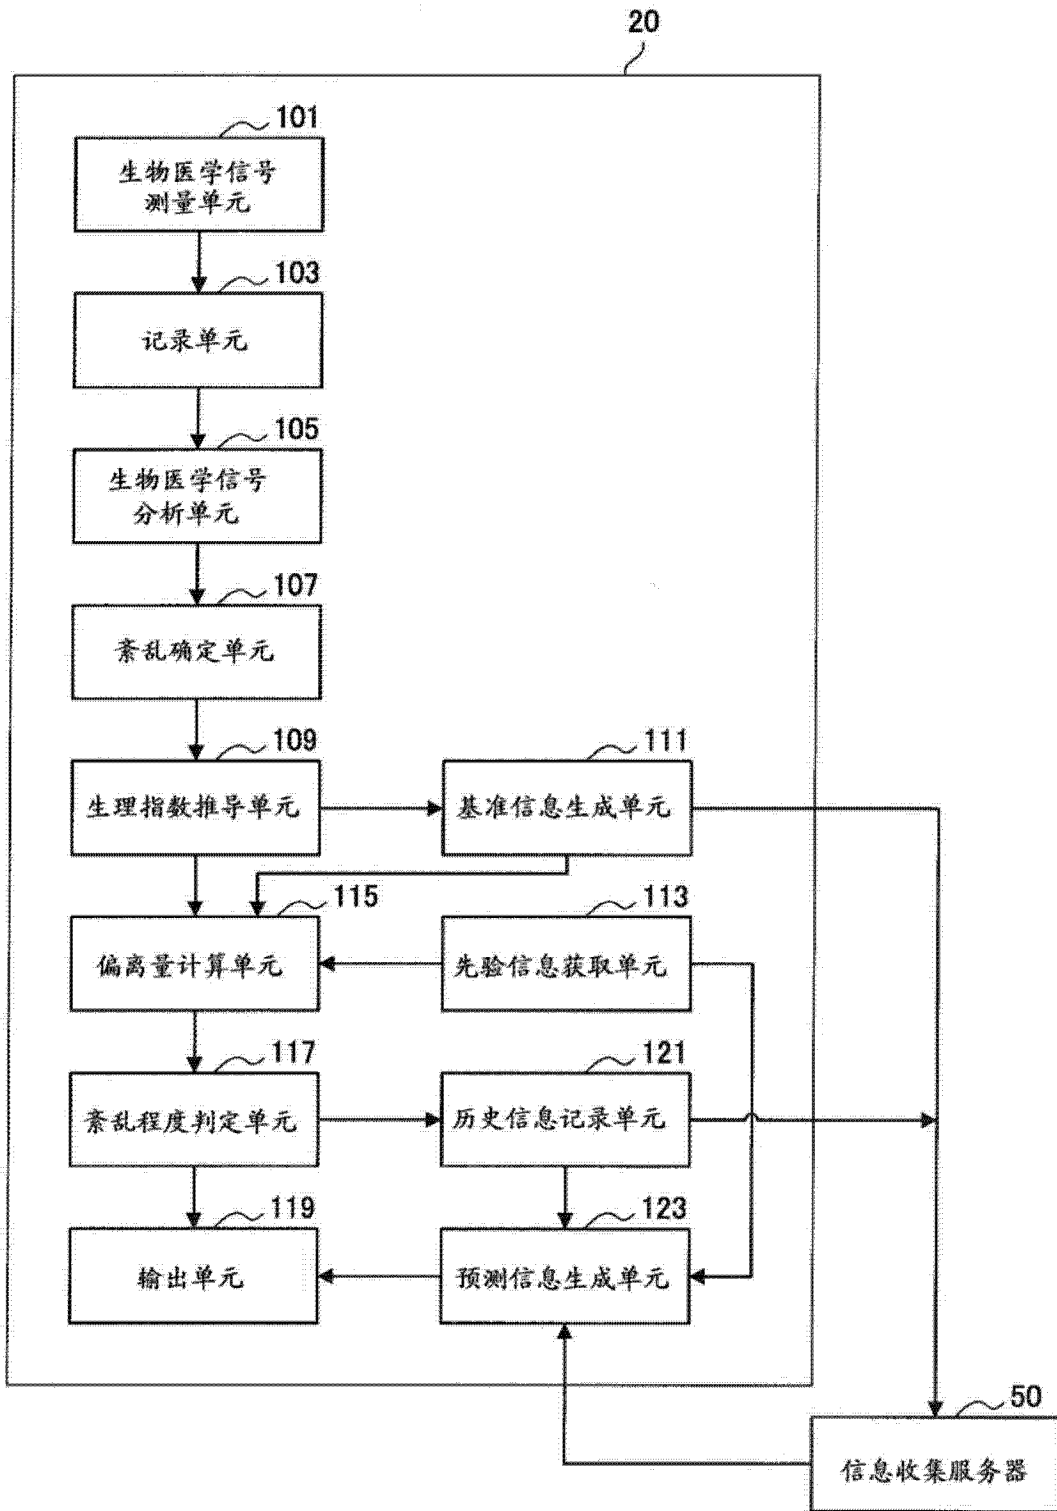 20
101
生物医学信号
测量单元
103
记录单元
105
生物医学信号
分析单元
107
紊乱确定单元
109
生理指数推导单元
111
基准信息生成单元
115
偏离量计算单元
113
先验信息获取单元
117
紊乱程度判定单元
121
历史信息记录单元
119
输出单元
123
预测信息生成单元
50
信息收集服务器